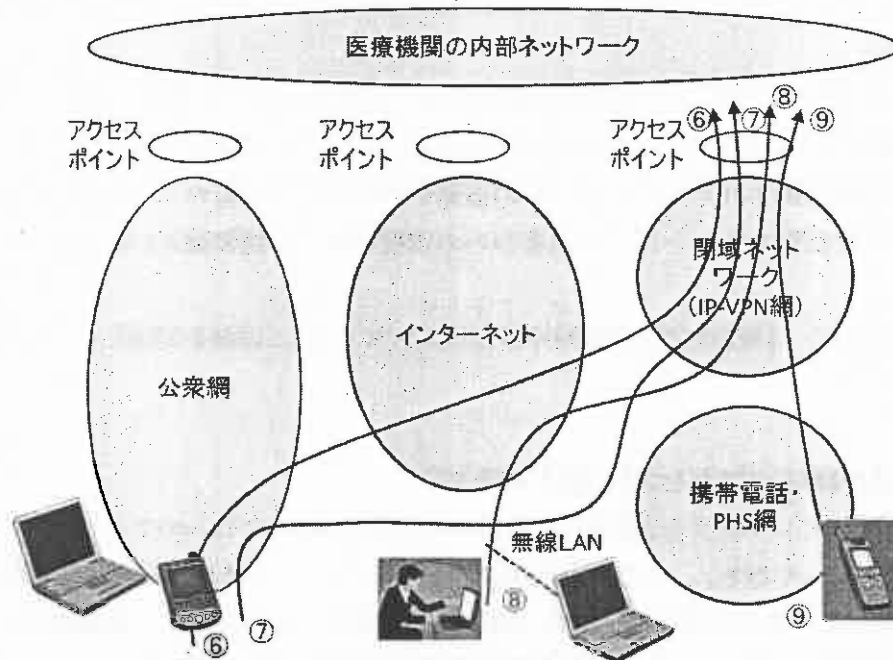 医療機関の内部ネットワーク
アクセス
ポイント
アクセス
ポイント
アクセス
ポイント
⑥
⑦
⑧
⑨
公衆網
インターネット
閉域ネット
ワーク
(IP-VPN網)
携帯電話・
PHS網
無線LAN
⑥
⑦
⑧
⑨